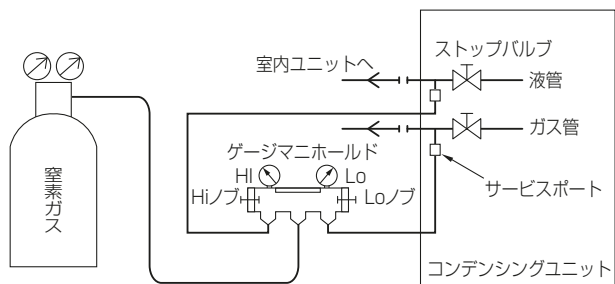 ストップバルブ
室内ユニットへ
液管
ガス管
ゲージマニホールド
HI
Lo
Hiノブ
Loノブ
サービスポート
窒素ガス
コンデンシングユニット